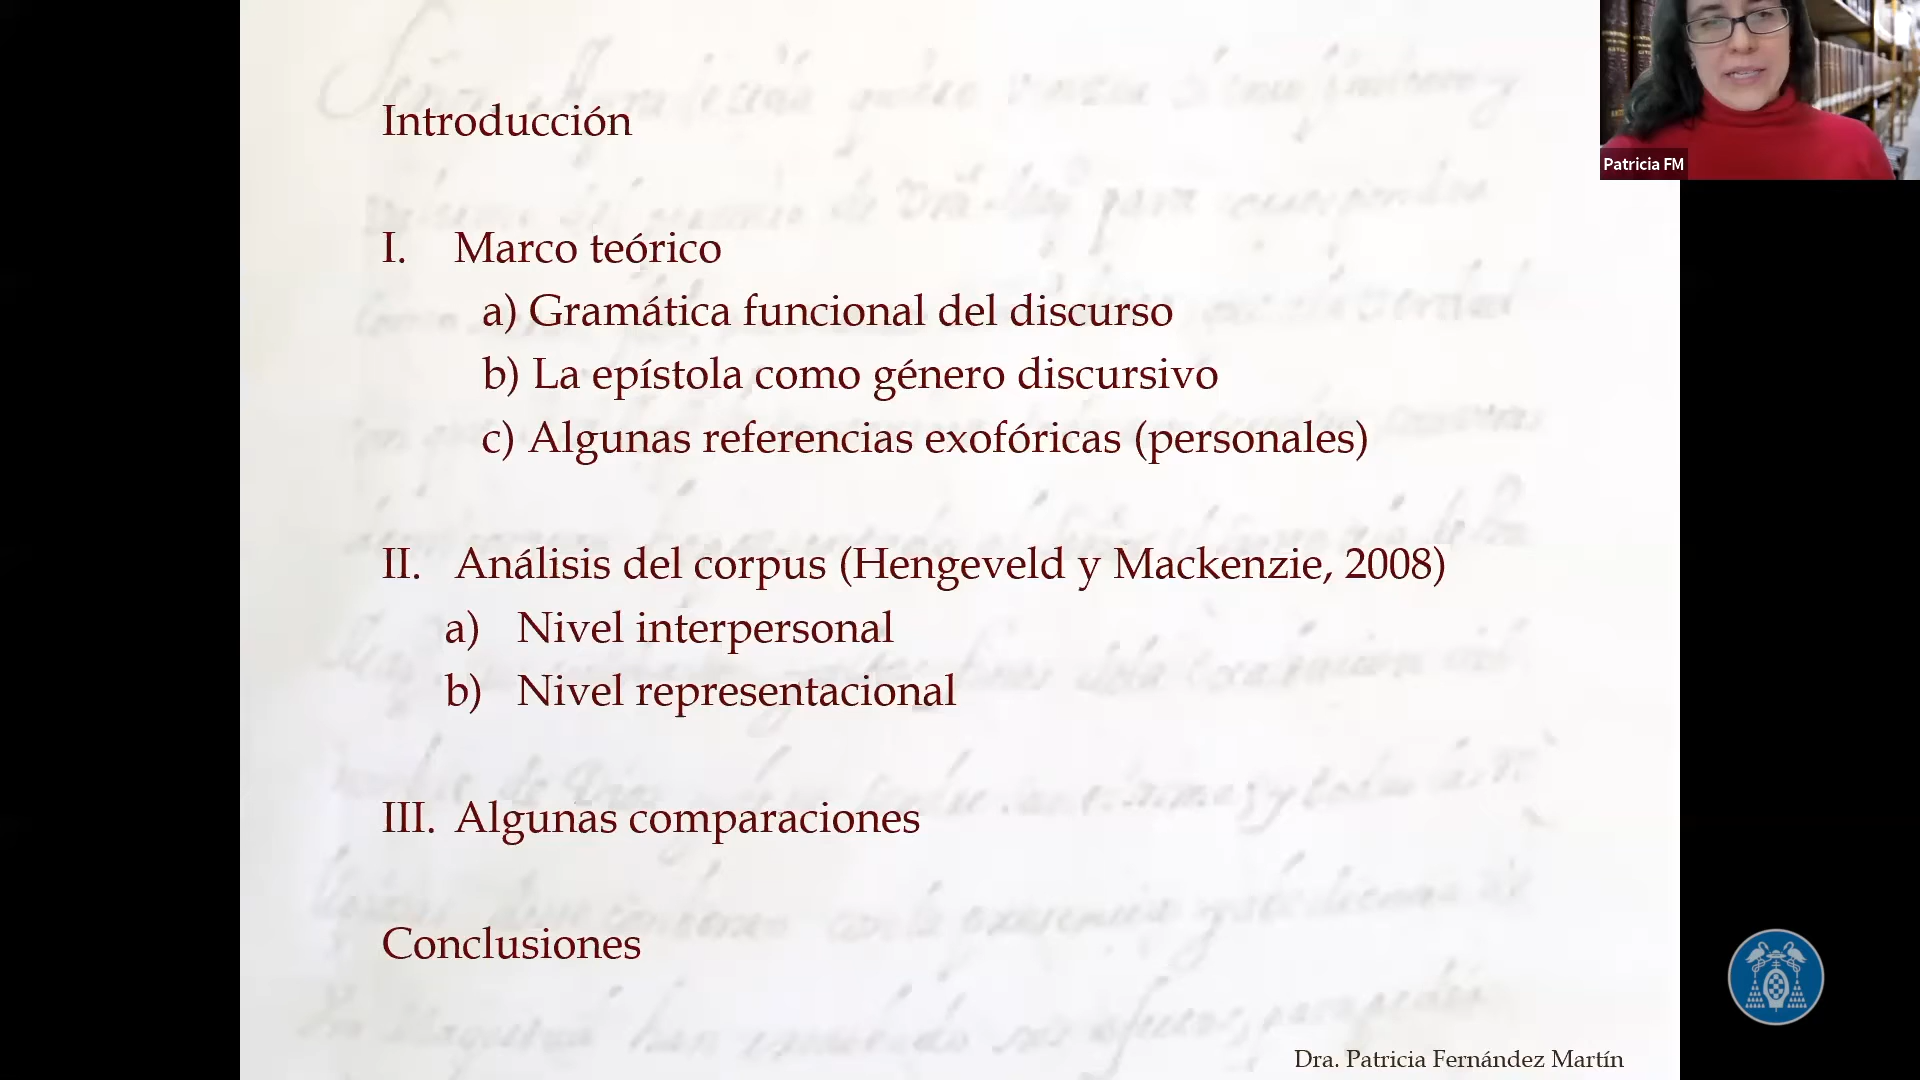 Introducción
I. Marco teórico
a) Gramática funcional del discurso
b) La epístola como género discursivo
c) Algunas referencias exofóricas (personales)
II. Análisis del corpus (Hengeveld y Mackenzie, 2008)
a) Nivel interpersonal
b) Nivel representacional
III. Algunas comparaciones
Conclusiones
Dra. Patricia Fernández Martín
Patricia FM